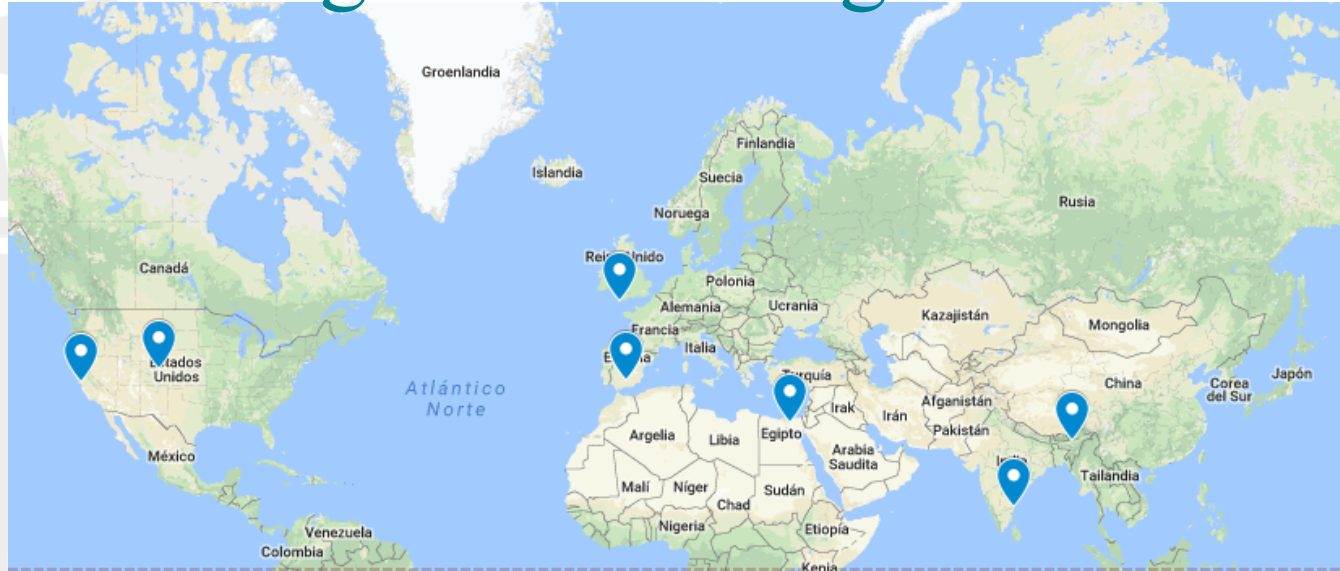 Groenlandia
Islandia
Finlandia
Suecia
Noruega
Rusia
Canadá
Polonia
Alemania
Ucrania
Francia
Italia
Kazajistán
Mongolia
Estados
Unidos
Turquía
China
Japón
Corea
del Sur
Atlántico
Norte
Irak
Irán
Afganistán
Pakistán
México
Argelia
Libia
Egipto
Arabia
Saudita
India
Tailandia
Malí
Níger
Chad
Sudán
Nigeria
Etiopía
Venezuela
Colombia
Kenia